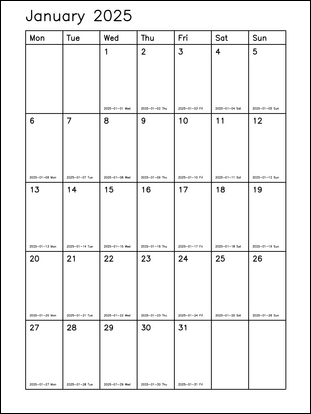 January 2025
Mon Tue Wed Thu Fri Sat Sun
1 2 3 4 5
2025-01-01 Wed 2025-01-02 Thu 2025-01-03 Fri 2025-01-04 Sat 2025-01-05 Sun
6 7 8 9 10 11 12
2025-01-06 Mon 2025-01-07 Tue 2025-01-08 Wed 2025-01-09 Thu 2025-01-10 Fri 2025-01-11 Sat 2025-01-12 Sun
13 14 15 16 17 18 19
2025-01-13 Mon 2025-01-14 Tue 2025-01-15 Wed 2025-01-16 Thu 2025-01-17 Fri 2025-01-18 Sat 2025-01-19 Sun
20 21 22 23 24 25 26
2025-01-20 Mon 2025-01-21 Tue 2025-01-22 Wed 2025-01-23 Thu 2025-01-24 Fri 2025-01-25 Sat 2025-01-26 Sun
27 28 29 30 31
2025-01-27 Mon 2025-01-28 Tue 2025-01-29 Wed 2025-01-30 Thu 2025-01-31 Fri